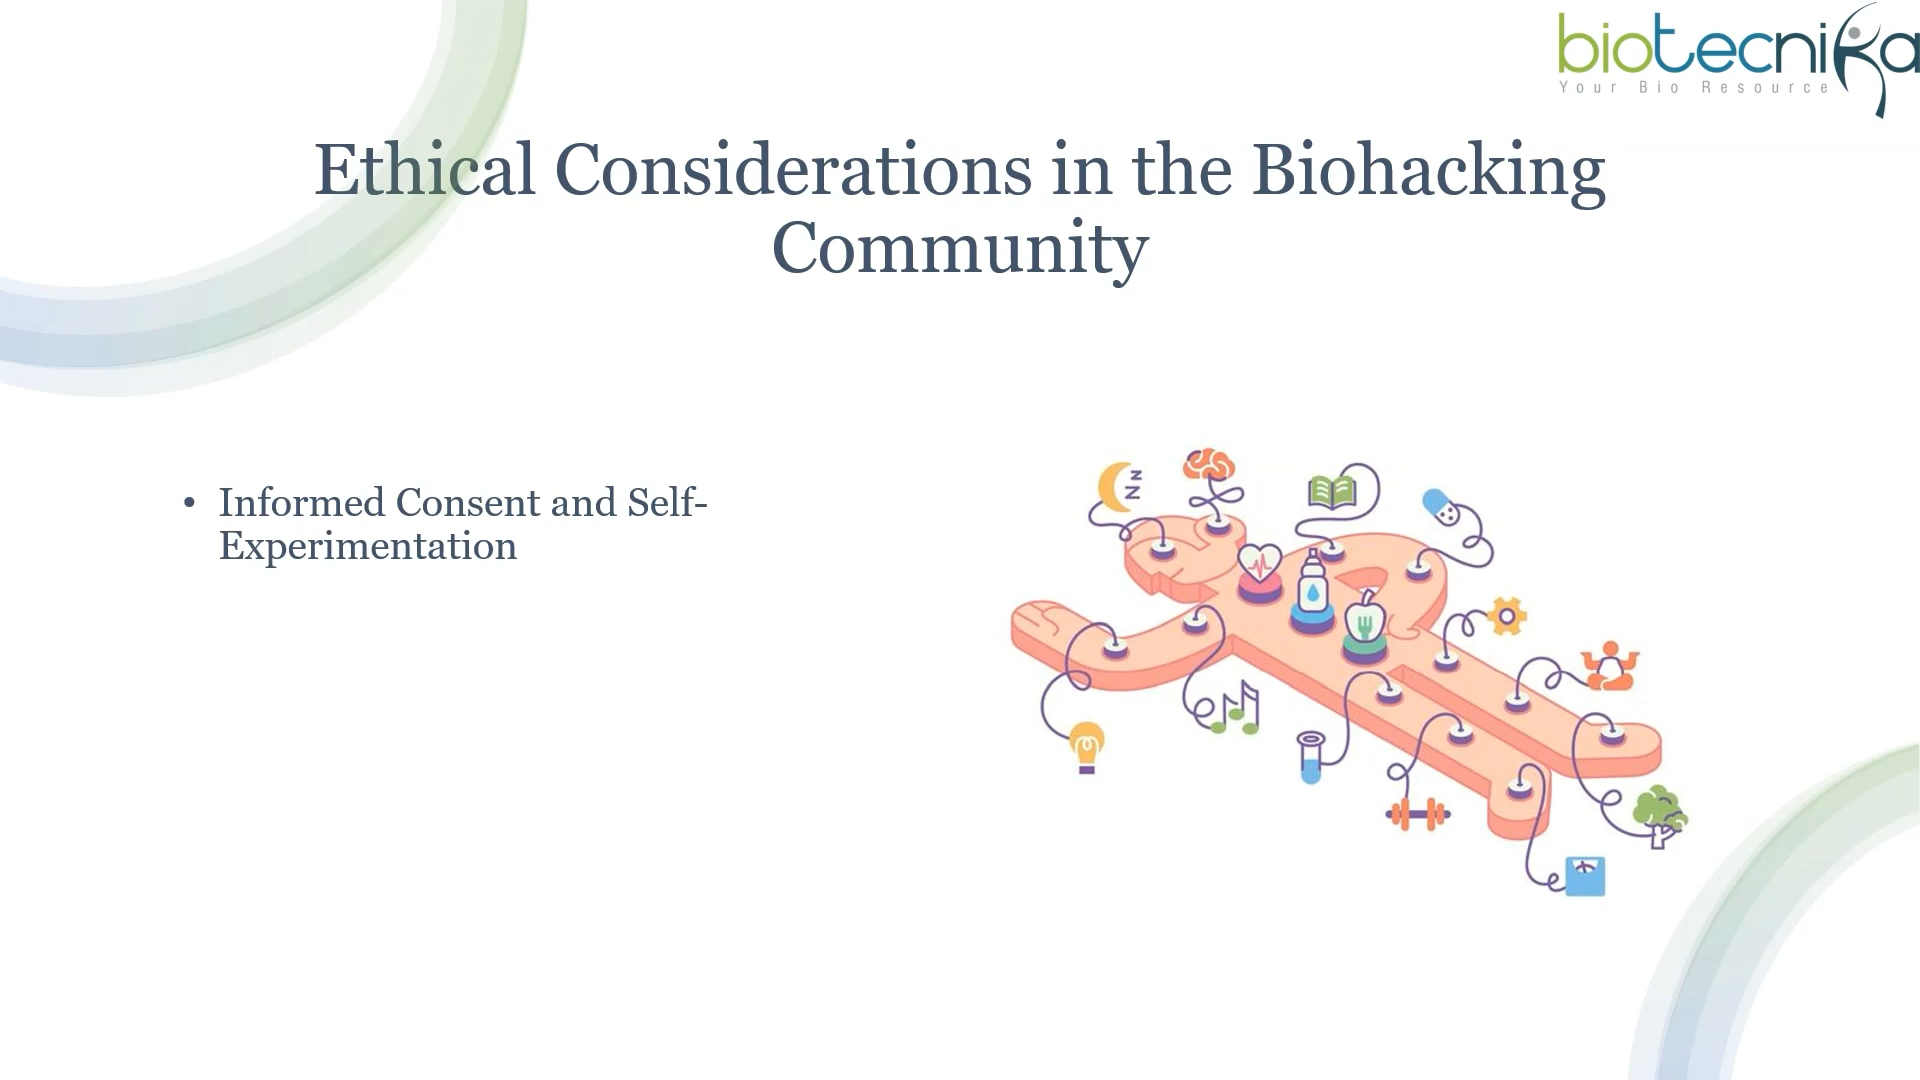 biotecnika
Your Bio Resource
Ethical Considerations in the Biohacking
Community
• Informed Consent and Self-
Experimentation
Z
Z